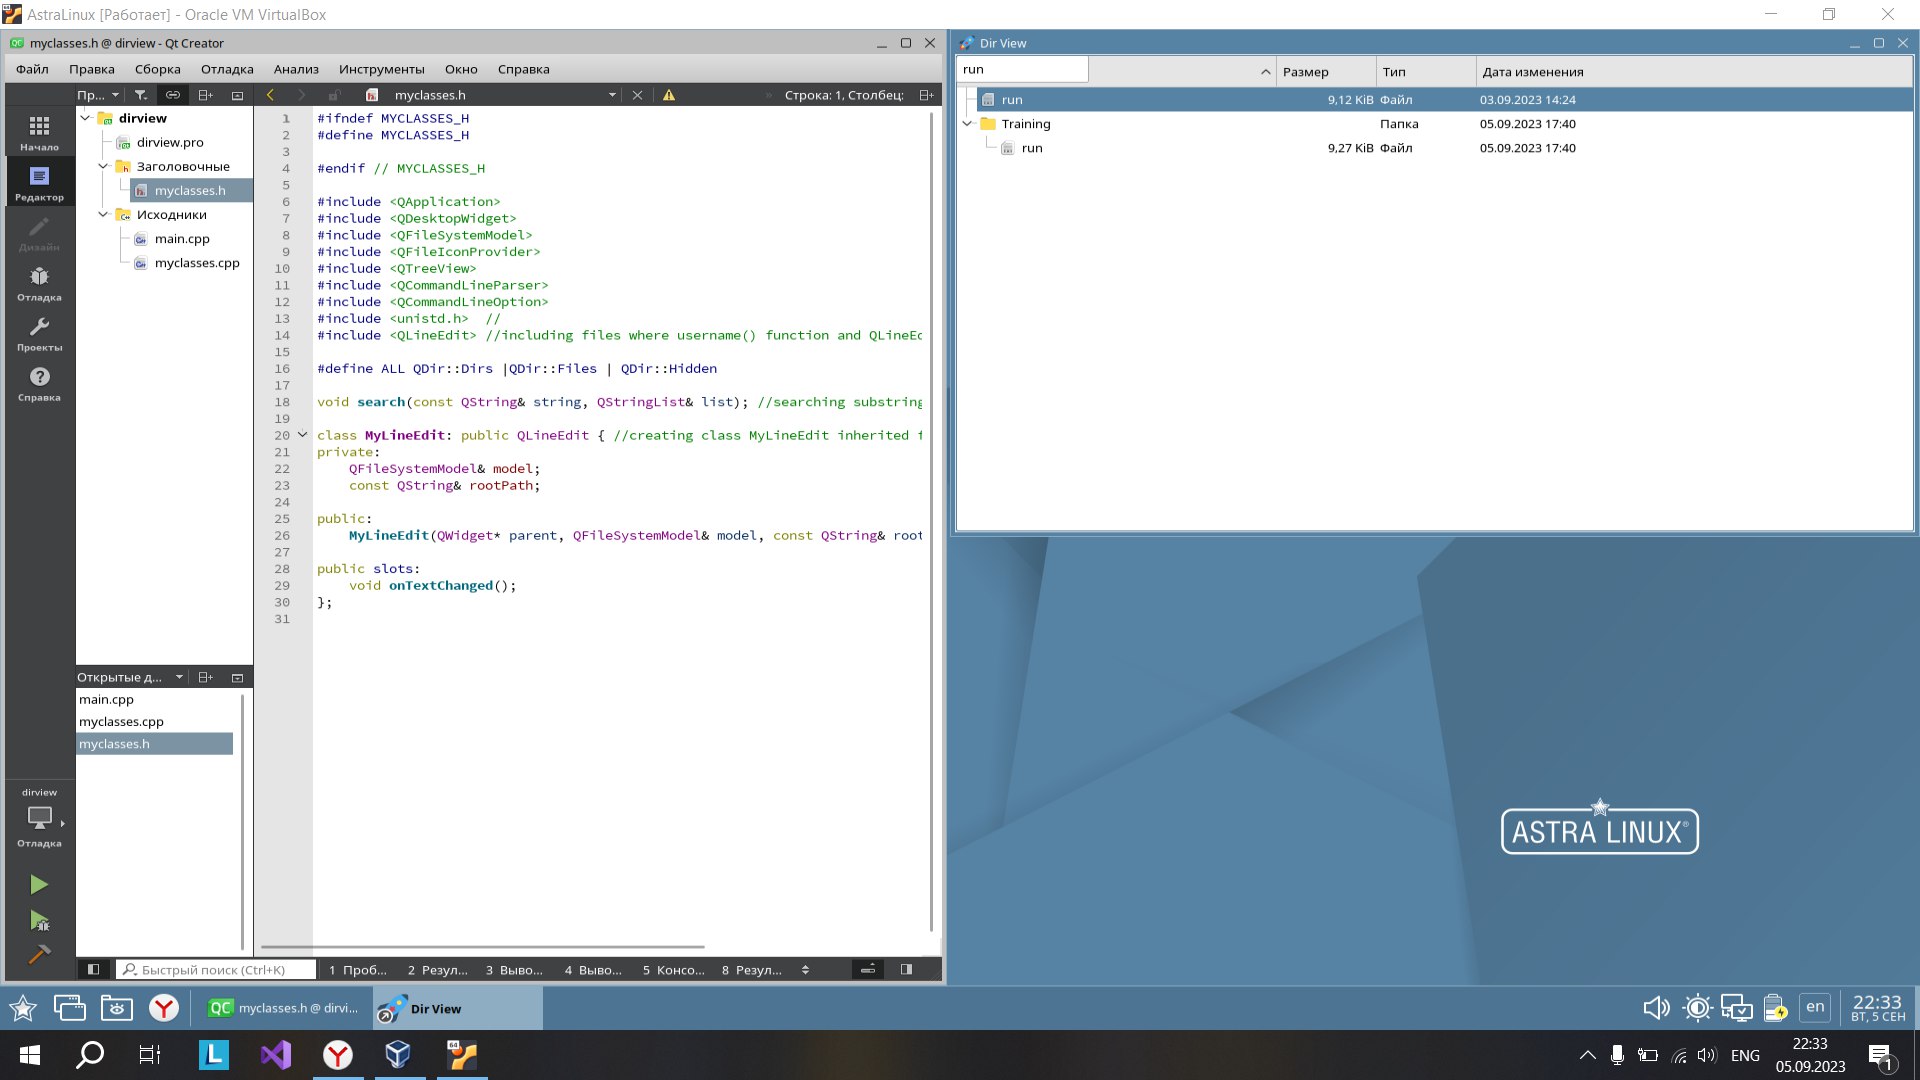 AstraLinux [Работает] - Oracle VM VirtualBox
myclasses.h @ dirview - Qt Creator
Файл Правка Сборка Отладка Анализ Инструменты Окно Справка
Пр... myclasses.h Строка: 1, Столбец:
Начало
Редактор
Дизайн
Отладка
Проекты
Справка
dirview
dirview.pro
Заголовочные
myclasses.h
Исходники
main.cpp
myclasses.cpp
Открытые д...
main.cpp
myclasses.cpp
myclasses.h
dirview
Отладка
1 #ifndef MYCLASSES_H
2 #define MYCLASSES_H
3
4 #endif // MYCLASSES_H
5
6 #include <QApplication>
7 #include <QDesktopWidget>
8 #include <QFileSystemModel>
9 #include <QFileIconProvider>
10 #include <QTreeView>
11 #include <QCommandLineParser>
12 #include <QCommandLineOption>
13 #include <unistd.h> //
14 #include <QLineEdit> //including files where username() function and QLineEd
15
16 #define ALL QDir::Dirs |QDir::Files | QDir::Hidden
17
18 void search(const QString& string, QStringList& list); //searching substring
19
20 class MyLineEdit: public QLineEdit { //creating class MyLineEdit inherited f
21 private:
22 QFileSystemModel& model;
23 const QString& rootPath;
24
25 public:
26 MyLineEdit(QWidget* parent, QFileSystemModel& model, const QString& root
27
28 public slots:
29 void onTextChanged();
30 };
31
Быстрый поиск (Ctrl+K) 1 Проб... 2 Резул... 3 Выво... 4 Выво... 5 Консо... 8 Резул...
Dir View
run Размер Тип Дата изменения
run 9,12 KiB Файл 03.09.2023 14:24
Training Папка 05.09.2023 17:40
run 9,27 KiB Файл 05.09.2023 17:40
ASTRA LINUX®
myclasses.h @ dirvi... Dir View en 22:33
ВТ, 5 СЕН
L 64 ENG 22:33
05.09.2023 1